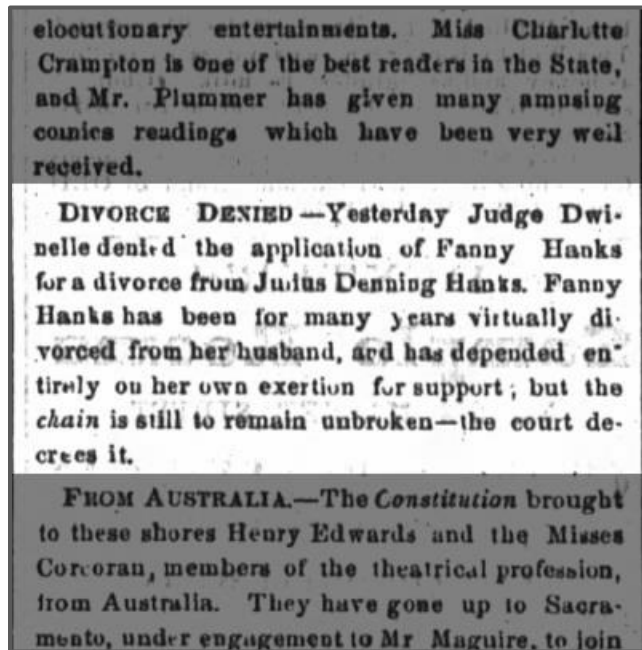 elocutionary entertainments. Miss Charlotte
Crampton is one of the best readers in the State,
and Mr. Plummer has given many amusing
comics readings which have been very well
received.
DIVORCE DENIED—Yesterday Judge Dwi-
nelle denied the application of Fanny Hanks
for a divorce from Julius Denning Hanks. Fanny
Hanks has been for many years virtually di-
vorced from her husband, and has depended en-
tirely on her own exertion for support; but the
chain is still to remain unbroken—the court de-
crees it.
FROM AUSTRALIA.—The Constitution brought
to these shores Henry Edwards and the Misses
Corcoran, members of the theatrical profession,
from Australia. They have gone up to Sacra-
mento, under engagement to Mr Maguire, to join